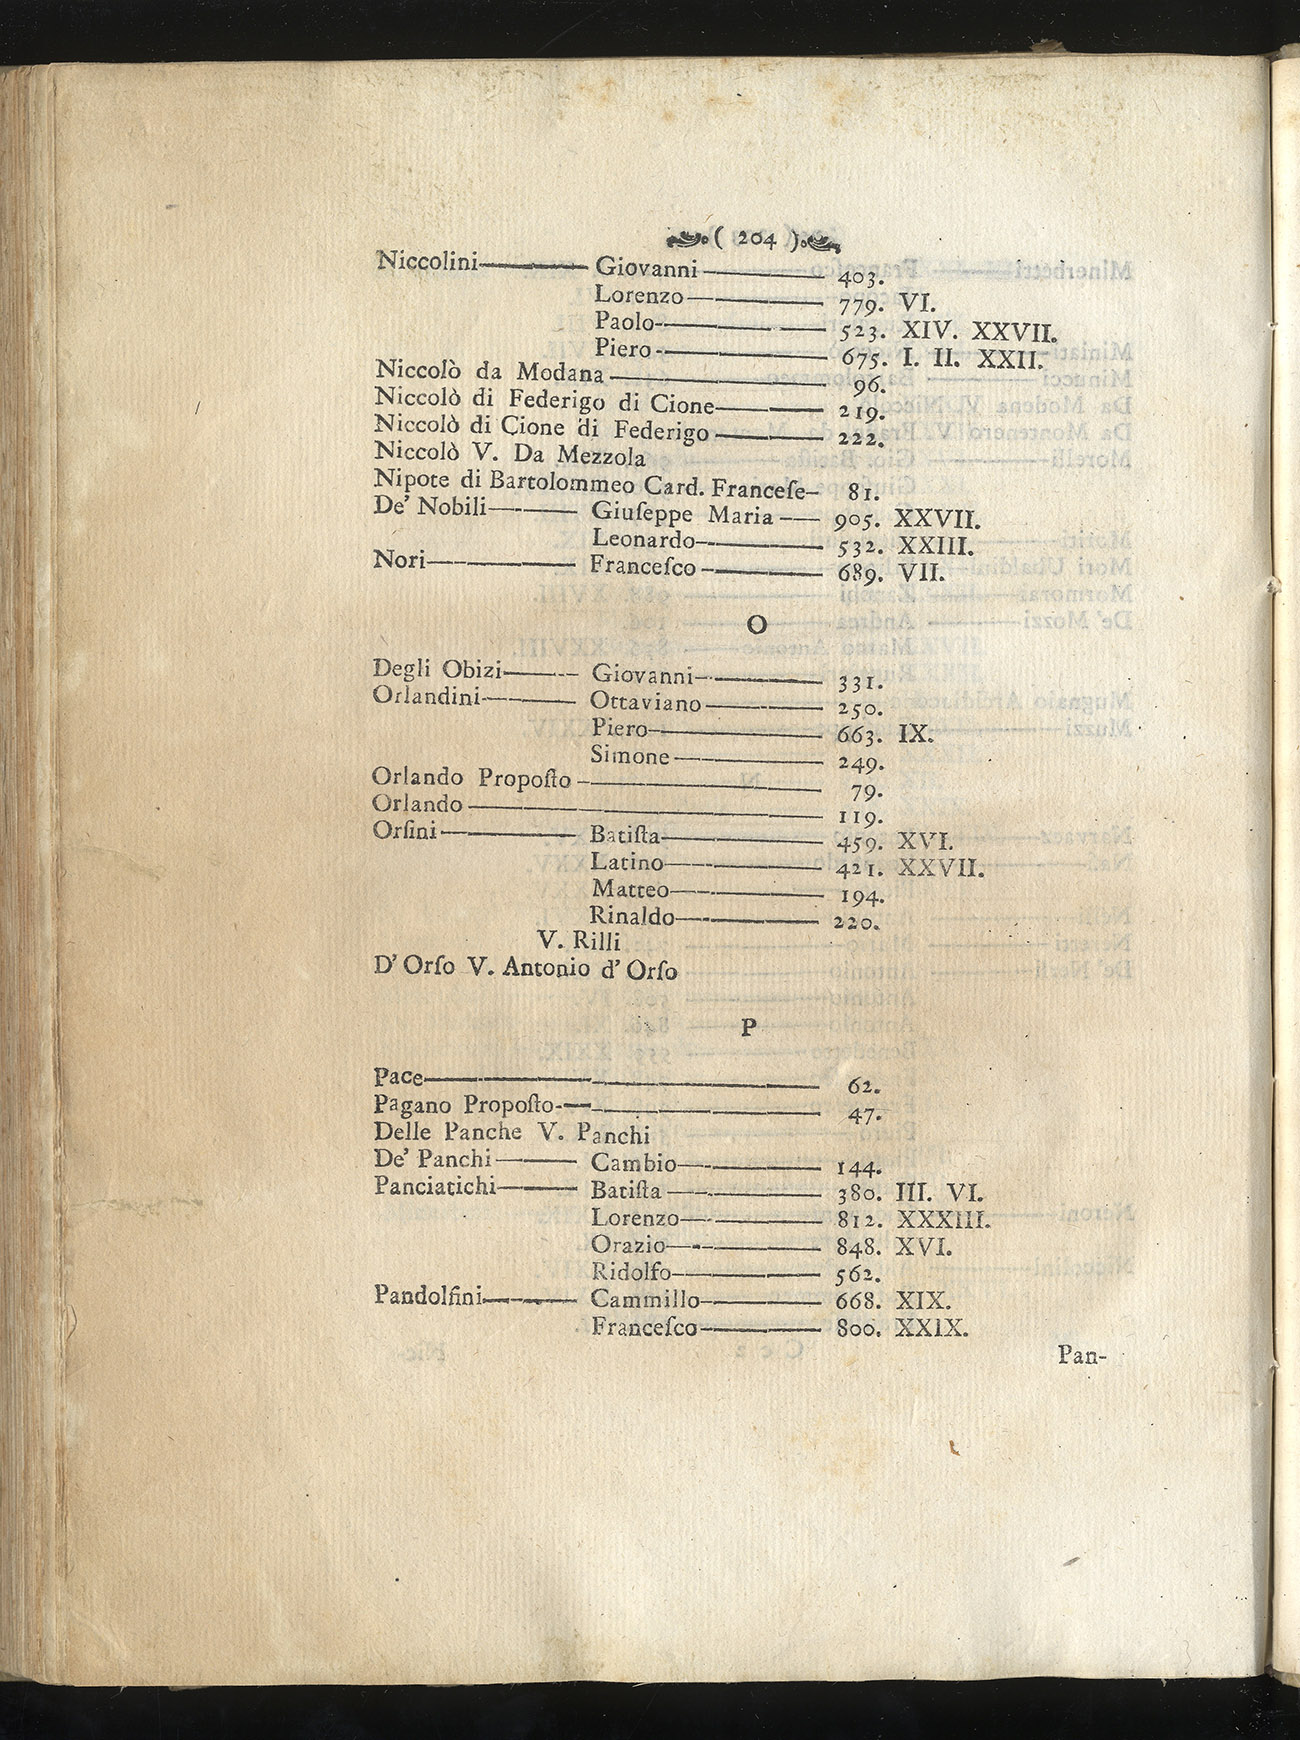 ( 204 ).
Niccolini — Giovanni — 403.
Lorenzo — 779. VI.
Paolo — 523. XIV. XXVII.
Piero — 675. I. II. XXII.
Niccolò da Modana — 96.
Niccolò di Federigo di Cione — 219.
Niccolò di Cione di Federigo — 222.
Niccolò V. Da Mezzola
Nipote di Bartolommeo Card. Franceſe — 81.
De' Nobili — Giuſeppe Maria — 905. XXVII.
Leonardo — 532. XXIII.
Nori — Franceſco — 689. VII.
O
Degli Obizi — Giovanni — 331.
Orlandini — Ottaviano — 250.
Piero — 663. IX.
Simone — 249.
Orlando Propoſto — 79.
Orlando — 119.
Orſini — Batiſta — 459. XVI.
Latino — 421. XXVII.
Matteo — 194.
Rinaldo — 220.
V. Rilli
D' Orſo V. Antonio d' Orſo
P
Pace — 62.
Pagano Propoſto — 47.
Delle Panche V. Panchi
De' Panchi — Cambio — 144.
Panciatichi — Batiſta — 380. III. VI.
Lorenzo — 812. XXXIII.
Orazio — 848. XVI.
Ridolfo — 562.
Pandolfini — Cammillo — 668. XIX.
Franceſco — 800. XXIX.
Pan-